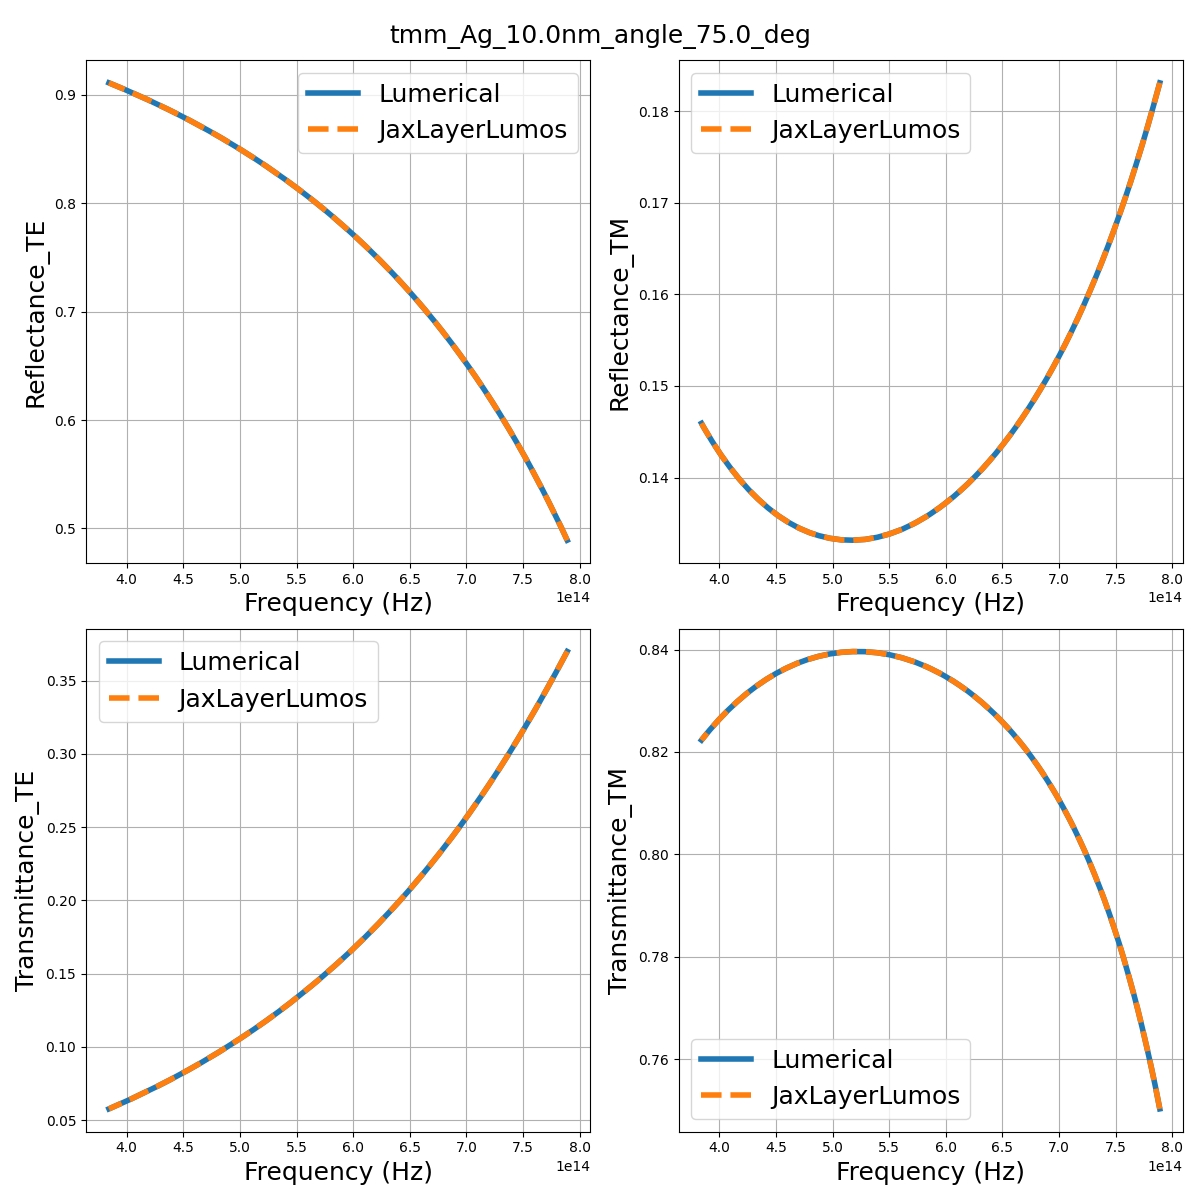 tmm_Ag_10.0nm_angle_75.0_deg
Lumerical
JaxLayerLumos
Reflectance_TE
0.9
0.8
0.7
0.6
0.5
4.0 4.5 5.0 5.5 6.0 6.5 7.0 7.5 8.0
1e14
Frequency (Hz)
Lumerical
JaxLayerLumos
Reflectance_TM
0.18
0.17
0.16
0.15
0.14
4.0 4.5 5.0 5.5 6.0 6.5 7.0 7.5 8.0
1e14
Frequency (Hz)
Lumerical
JaxLayerLumos
Transmittance_TE
0.35
0.30
0.25
0.20
0.15
0.10
0.05
4.0 4.5 5.0 5.5 6.0 6.5 7.0 7.5 8.0
1e14
Frequency (Hz)
Transmittance_TM
0.84
0.82
0.80
0.78
0.76
Lumerical
JaxLayerLumos
4.0 4.5 5.0 5.5 6.0 6.5 7.0 7.5 8.0
1e14
Frequency (Hz)